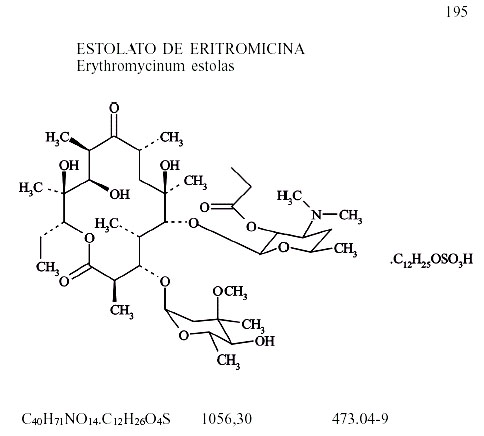 195
ESTOLATO DE ERITROMICINA
Erythromycinum estolas
O
H₃C
CH₃
OH
OH
H₃C
OH
CH₃
H₃C
O
O
O
N
H₃C
CH₃
O
O
CH₃
.C₁₂H₂₅OSO₃H
CH₃
O
O
CH₃
OCH₃
O
CH₃
OH
CH₃
C₄₀H₇₁NO₁₄.C₁₂H₂₆O₄S 1056,30 473.04-9